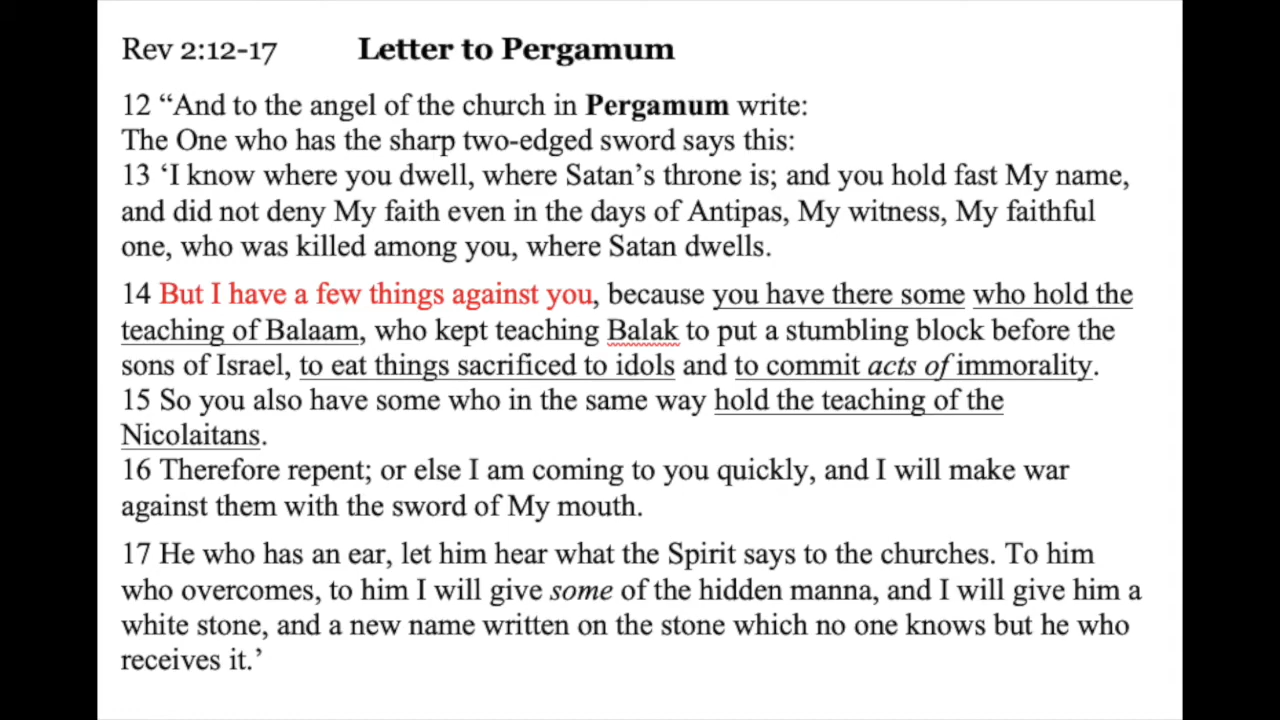 Rev 2:12-17 Letter to Pergamum
12 “And to the angel of the church in Pergamum write:
The One who has the sharp two-edged sword says this:
13 ‘I know where you dwell, where Satan’s throne is; and you hold fast My name,
and did not deny My faith even in the days of Antipas, My witness, My faithful
one, who was killed among you, where Satan dwells.
14 But I have a few things against you, because you have there some who hold the
teaching of Balaam, who kept teaching Balak to put a stumbling block before the
sons of Israel, to eat things sacrificed to idols and to commit acts of immorality.
15 So you also have some who in the same way hold the teaching of the
Nicolaitans.
16 Therefore repent; or else I am coming to you quickly, and I will make war
against them with the sword of My mouth.
17 He who has an ear, let him hear what the Spirit says to the churches. To him
who overcomes, to him I will give some of the hidden manna, and I will give him a
white stone, and a new name written on the stone which no one knows but he who
receives it.’